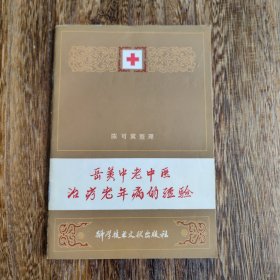 陈可冀整理
岳美中老中医
治疗老年病的经验
科学技术文献出版社